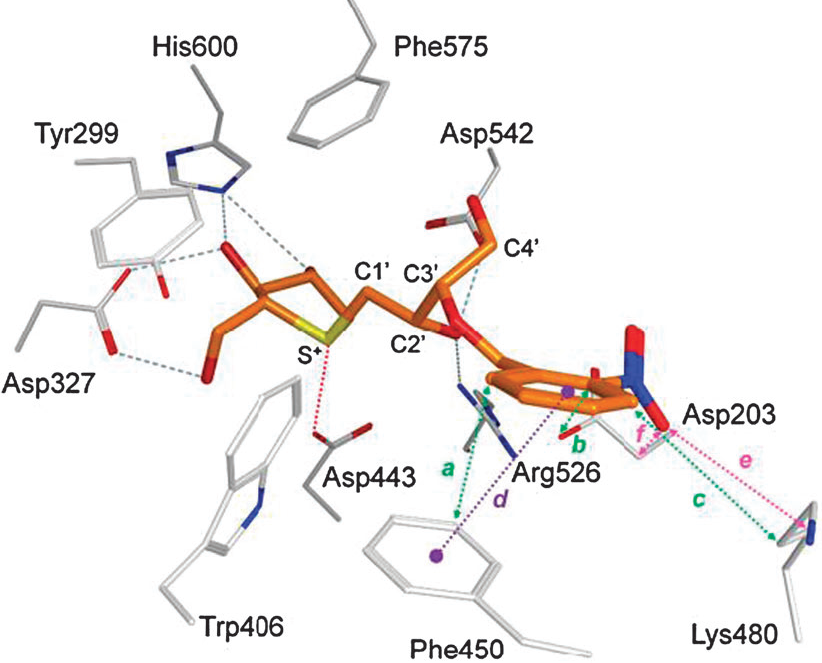 His600
Phe575
Tyr299
Asp542
C4'
C1'
C3'
C2'
S+
Asp327
Asp203
f
b
e
Asp443
a
Arg526
d
c
Trp406
Phe450
Lys480